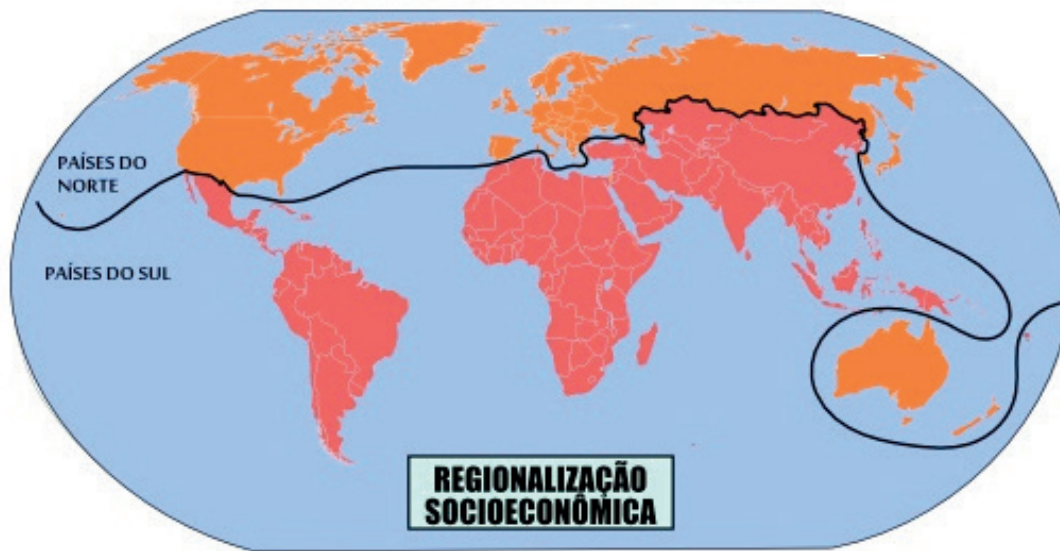 PAÍSES DO
NORTE
PAÍSES DO SUL
REGIONALIZAÇÃO
SOCIOECONÔMICA